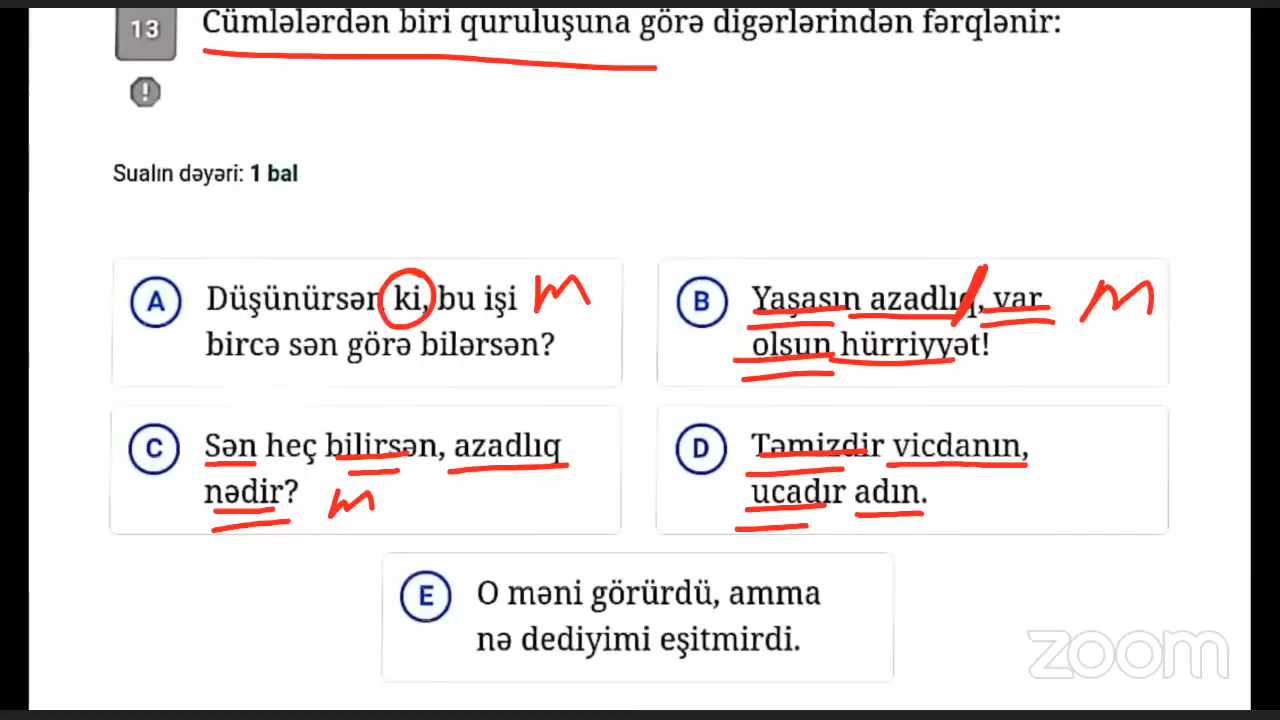 13
Cümlələrdən biri quruluşuna görə digərlərindən fərqlənir:
!
Sualın dəyəri: 1 bal
A
Düşünürsən ki, bu işi m
bircə sən görə bilərsən?
B
Yaşasın azadlıq, var m
olsun hürriyyət!
C
Sən heç bilirsən, azadlıq
nədir? m
D
Təmizdir vicdanın,
ucadır adın.
E
O məni görürdü, amma
nə dediyimi eşitmirdi.
zoom